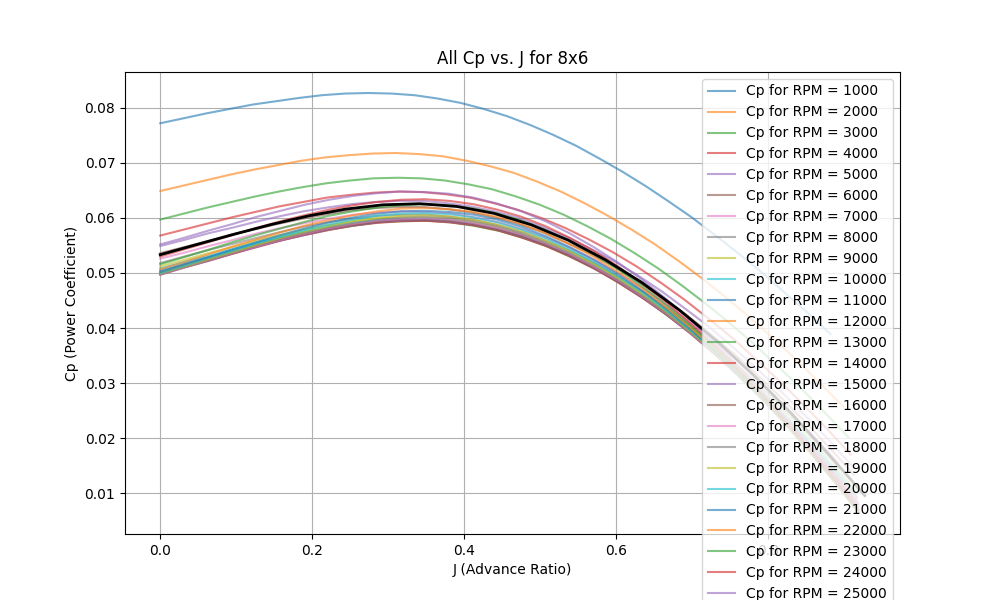 All Cp vs. J for 8x6
Cp (Power Coefficient)
0.08
0.07
0.06
0.05
0.04
0.03
0.02
0.01
0.0
0.2
0.4
0.6
0.8
J (Advance Ratio)
Cp for RPM = 1000
Cp for RPM = 2000
Cp for RPM = 3000
Cp for RPM = 4000
Cp for RPM = 5000
Cp for RPM = 6000
Cp for RPM = 7000
Cp for RPM = 8000
Cp for RPM = 9000
Cp for RPM = 10000
Cp for RPM = 11000
Cp for RPM = 12000
Cp for RPM = 13000
Cp for RPM = 14000
Cp for RPM = 15000
Cp for RPM = 16000
Cp for RPM = 17000
Cp for RPM = 18000
Cp for RPM = 19000
Cp for RPM = 20000
Cp for RPM = 21000
Cp for RPM = 22000
Cp for RPM = 23000
Cp for RPM = 24000
Cp for RPM = 25000